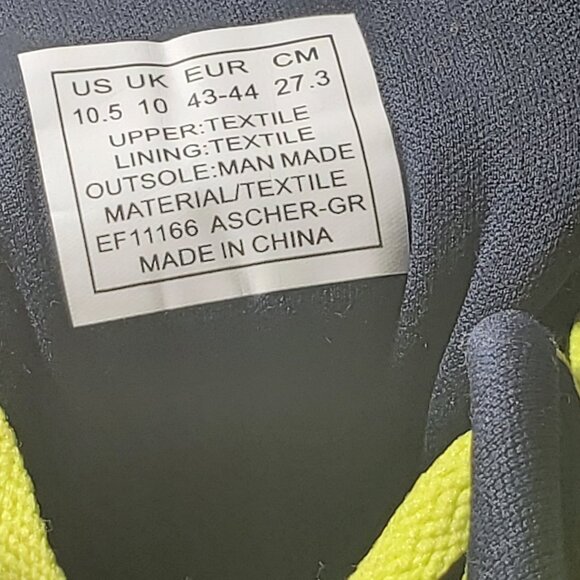 US UK EUR CM
10.5 10 43-44 27.3
UPPER:TEXTILE
LINING:TEXTILE
OUTSOLE:MAN MADE
MATERIAL/TEXTILE
EF11166 ASCHER-GR
MADE IN CHINA